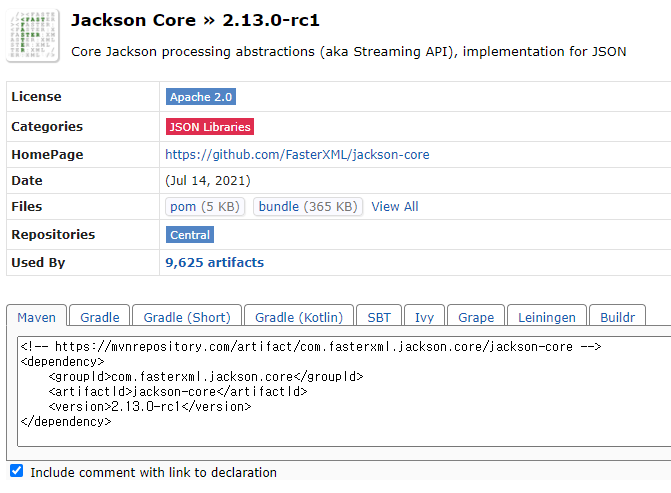 Jackson Core » 2.13.0-rc1
Core Jackson processing abstractions (aka Streaming API), implementation for JSON
License Apache 2.0
Categories JSON Libraries
HomePage https://github.com/FasterXML/jackson-core
Date (Jul 14, 2021)
Files pom (5 KB) bundle (365 KB) View All
Repositories Central
Used By 9,625 artifacts
Maven Gradle Gradle (Short) Gradle (Kotlin) SBT Ivy Grape Leiningen Buildr
<!-- https://mvnrepository.com/artifact/com.fasterxml.jackson.core/jackson-core -->
<dependency>
    <groupId>com.fasterxml.jackson.core</groupId>
    <artifactId>jackson-core</artifactId>
    <version>2.13.0-rc1</version>
</dependency>
Include comment with link to declaration